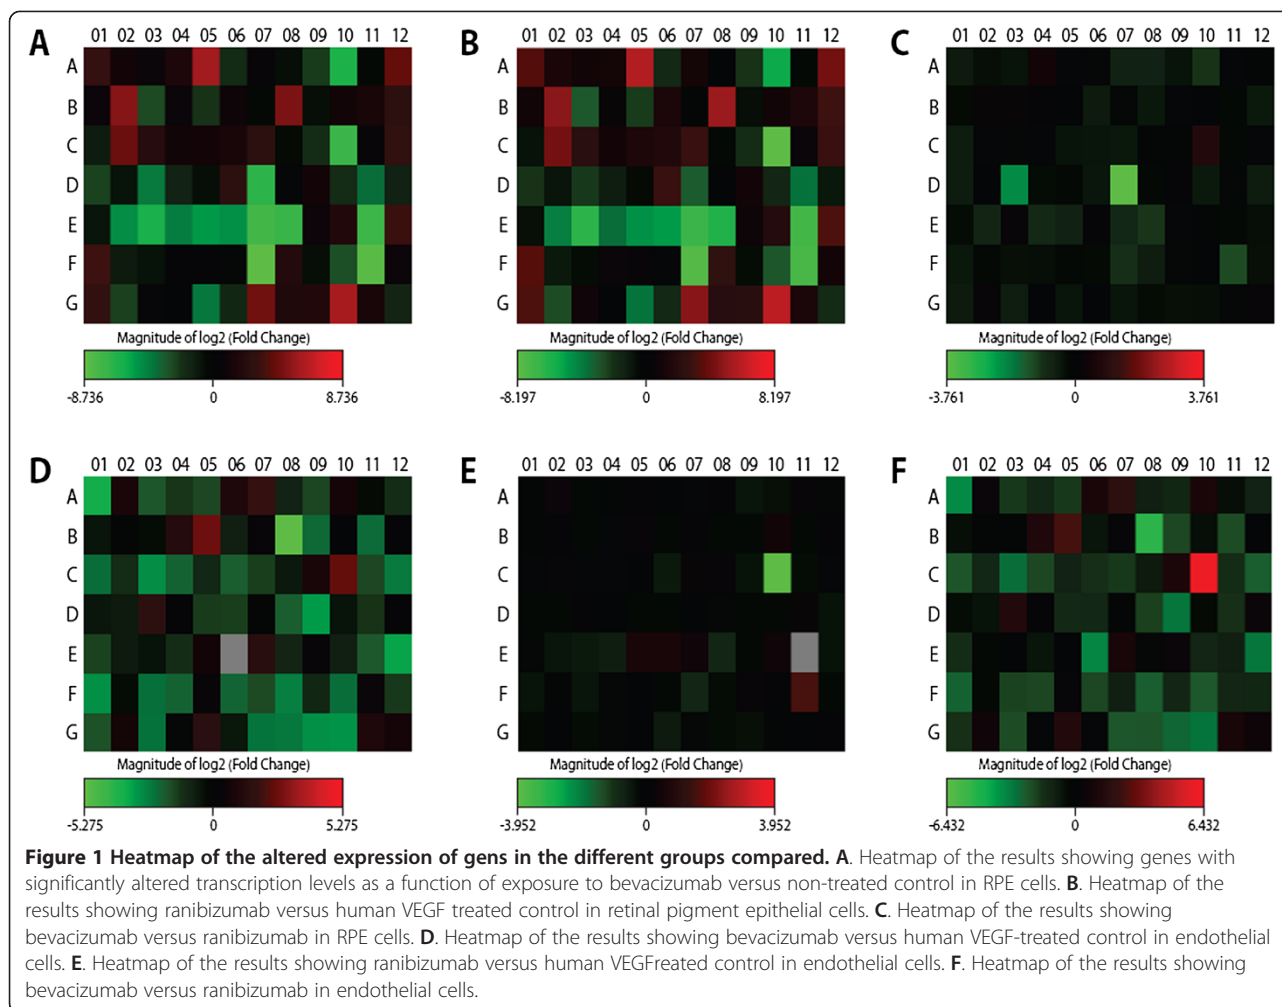 A
01 02 03 04 05 06 07 08 09 10 11 12
A
B
C
D
E
F
G
Magnitude of log2 (Fold Change)
-8.736 0 8.736
B
01 02 03 04 05 06 07 08 09 10 11 12
A
B
C
D
E
F
G
Magnitude of log2 (Fold Change)
-8.197 0 8.197
C
01 02 03 04 05 06 07 08 09 10 11 12
A
B
C
D
E
F
G
Magnitude of log2 (Fold Change)
-3.761 0 3.761
D
01 02 03 04 05 06 07 08 09 10 11 12
A
B
C
D
E
F
G
Magnitude of log2 (Fold Change)
-5.275 0 5.275
E
01 02 03 04 05 06 07 08 09 10 11 12
A
B
C
D
E
F
G
Magnitude of log2 (Fold Change)
-3.952 0 3.952
F
01 02 03 04 05 06 07 08 09 10 11 12
A
B
C
D
E
F
G
Magnitude of log2 (Fold Change)
-6.432 0 6.432
Figure 1 Heatmap of the altered expression of gens in the different groups compared. A. Heatmap of the results showing genes with
significantly altered transcription levels as a function of exposure to bevacizumab versus non-treated control in RPE cells. B. Heatmap of the
results showing ranibizumab versus human VEGF treated control in retinal pigment epithelial cells. C. Heatmap of the results showing
bevacizumab versus ranibizumab in RPE cells. D. Heatmap of the results showing bevacizumab versus human VEGF-treated control in endothelial
cells. E. Heatmap of the results showing ranibizumab versus human VEGFreated control in endothelial cells. F. Heatmap of the results showing
bevacizumab versus ranibizumab in endothelial cells.